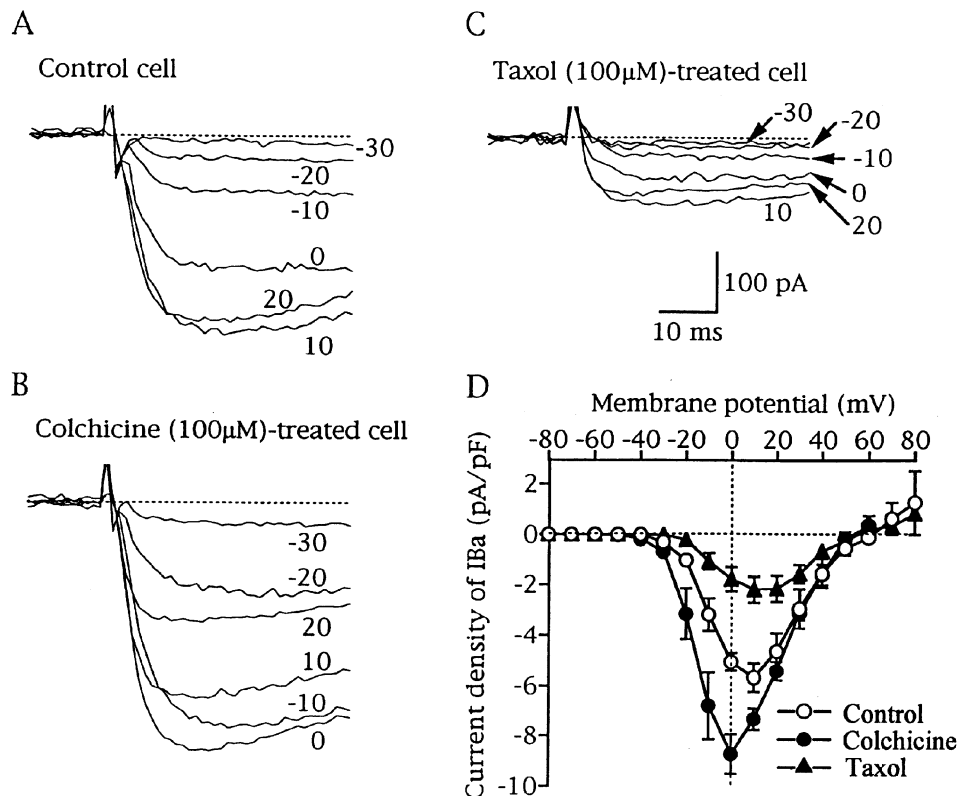 A
Control cell
-30
-20
-10
0
20
10
B
Colchicine (100µM)-treated cell
-30
-20
20
10
-10
0
C
Taxol (100µM)-treated cell
-30
-20
-10
0
20
10
100 pA
10 ms
D
Membrane potential (mV)
-80 -60 -40 -20 0 20 40 60 80
Current density of IBa (pA/pF)
2
0
-2
-4
-6
-8
-10
Control
Colchicine
Taxol